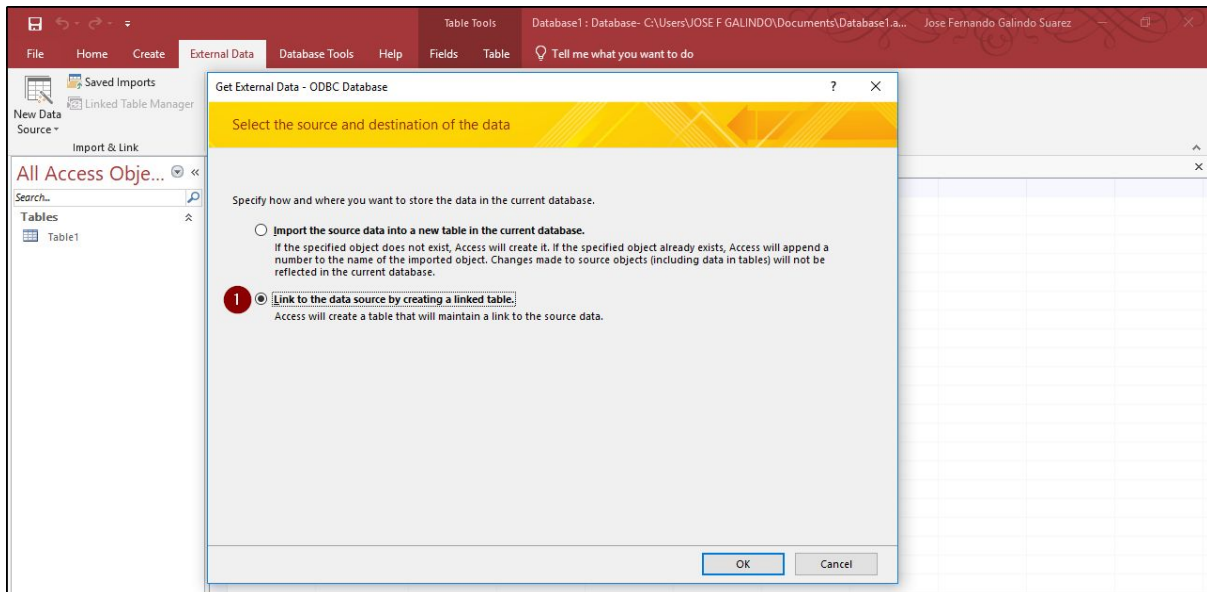 Table Tools
Database1 : Database- C:\Users\JOSE F GALINDO\Documents\Database1.a...
Jose Fernando Galindo Suarez
File Home Create External Data Database Tools Help Fields Table Tell me what you want to do
New Data
Source
Saved Imports
Linked Table Manager
Import & Link
All Access Obje...
Search...
Tables
Table1
Get External Data - ODBC Database
Select the source and destination of the data
Specify how and where you want to store the data in the current database.
Import the source data into a new table in the current database.
If the specified object does not exist, Access will create it. If the specified object already exists, Access will append a
number to the name of the imported object. Changes made to source objects (including data in tables) will not be
reflected in the current database.
1
Link to the data source by creating a linked table.
Access will create a table that will maintain a link to the source data.
OK
Cancel